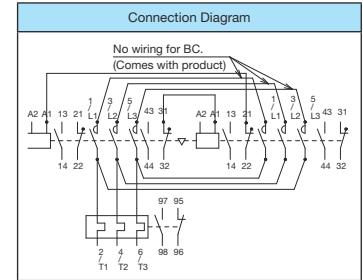 Connection Diagram
No wiring for BC.
(Comes with product)
1/ 3/ 5/ 1/ 3/ 5/
A2 A1 13 21 L1 L2 L3 43 31 A2 A1 13 21 L1 L2 L3 43 31
14 22 44 32 14 22 44 32
97 95
2/ 4/ 6/ 98 96
T1 T2 T3